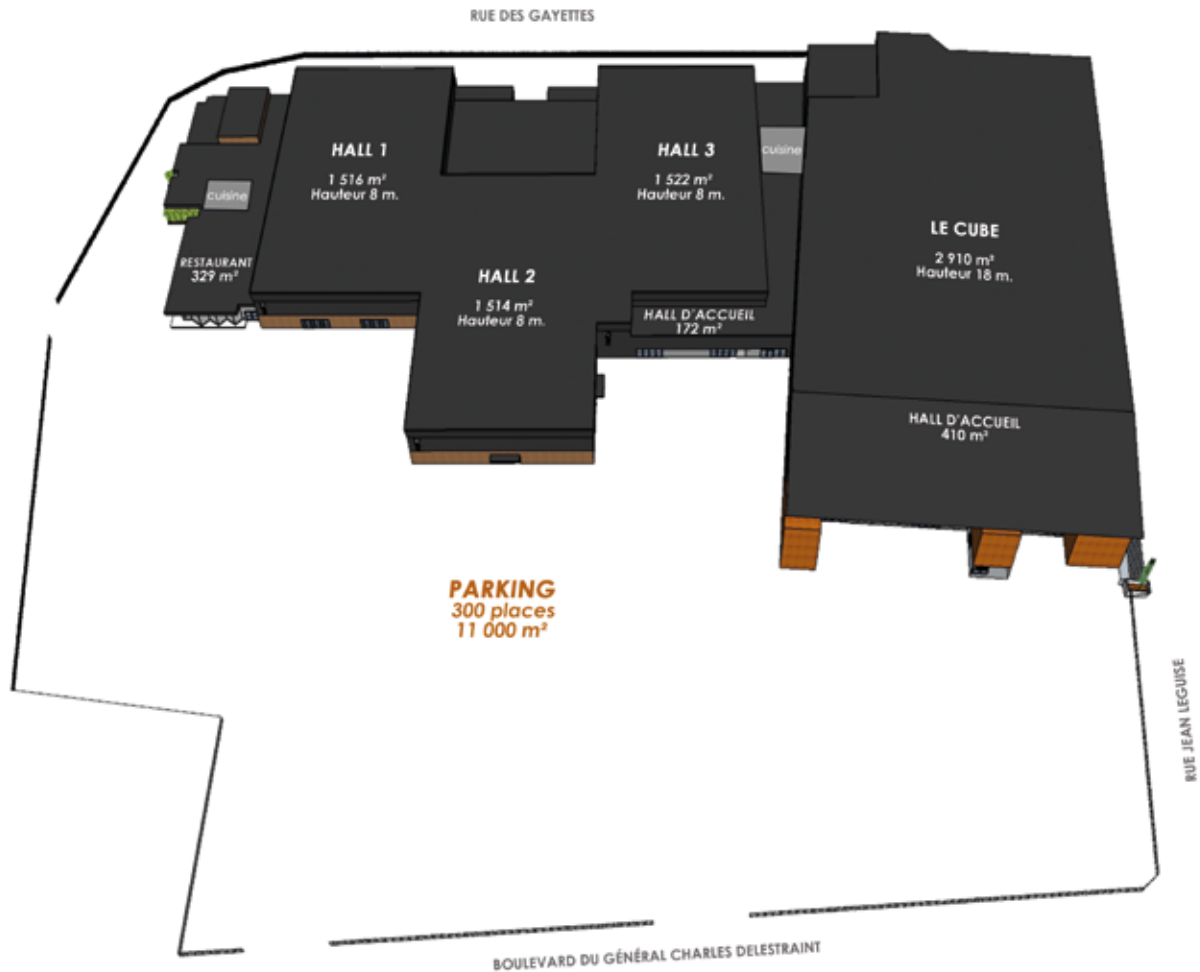 RUE DES GAYETTES
HALL 1
1 516 m²
Hauteur 8 m.
HALL 3
1 522 m²
Hauteur 8 m.
cuisine
cuisine
RESTAURANT
329 m²
LE CUBE
2 910 m²
Hauteur 18 m.
HALL 2
1 514 m²
Hauteur 8 m.
HALL D'ACCUEIL
172 m²
HALL D'ACCUEIL
410 m²
PARKING
300 places
11 000 m²
RUE JEAN LEGUISE
BOULEVARD DU GÉNÉRAL CHARLES DELESTRAINT